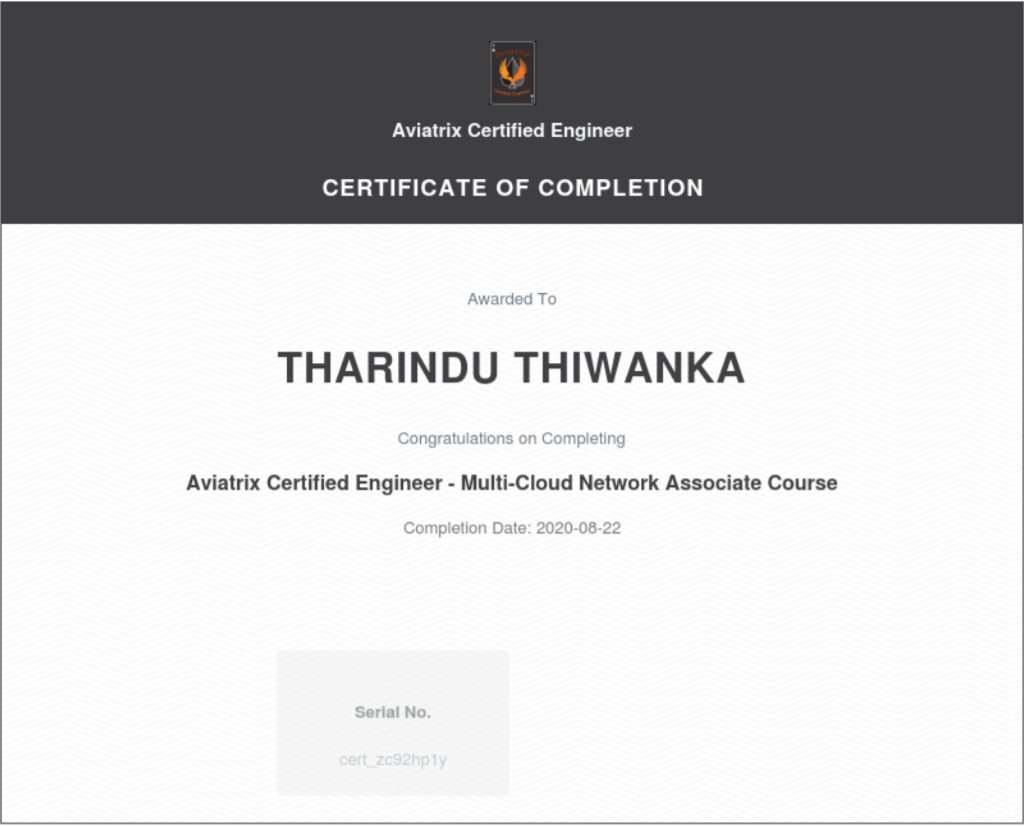 Aviatrix Certified Engineer
CERTIFICATE OF COMPLETION
Awarded To
THARINDU THIWANKA
Congratulations on Completing
Aviatrix Certified Engineer - Multi-Cloud Network Associate Course
Completion Date: 2020-08-22
Serial No.
cert_zc92hp1y